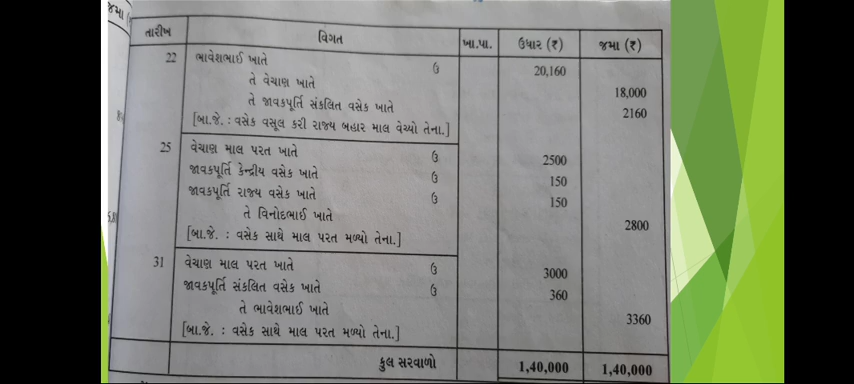 જમા (
તારીખ વિગત ખા.પા. ઉધાર (₹) જમા (₹)
22 ભાવેશભાઈ ખાતે ઉ 20,160
તે વેચાણ ખાતે 18,000
તે જાવકપૂર્તિ સંકલિત વસેક ખાતે 2160
[બા.જે. : વસેક વસૂલ કરી રાજ્ય બહાર માલ વેચ્યો તેના.]
25 વેચાણ માલ પરત ખાતે ઉ 2500
જાવકપૂર્તિ કેન્દ્રીય વસેક ખાતે ઉ 150
જાવકપૂર્તિ રાજ્ય વસેક ખાતે ઉ 150
તે વિનોદભાઈ ખાતે 2800
[બા.જે. : વસેક સાથે માલ પરત મળ્યો તેના.]
31 વેચાણ માલ પરત ખાતે ઉ 3000
જાવકપૂર્તિ સંકલિત વસેક ખાતે ઉ 360
તે ભાવેશભાઈ ખાતે 3360
[બા.જે. : વસેક સાથે માલ પરત મળ્યો તેના.]
કુલ સરવાળો 1,40,000 1,40,000